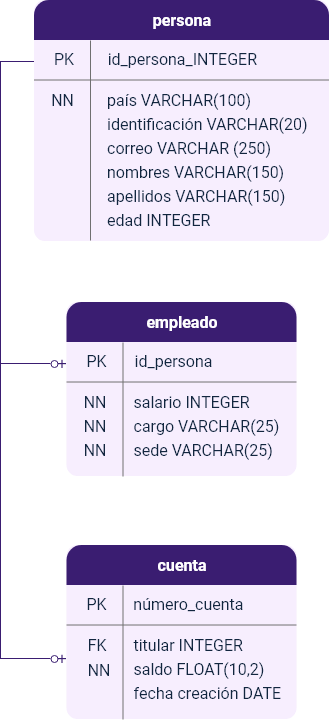 persona
PK id_persona_INTEGER
NN país VARCHAR(100)
identificación VARCHAR(20)
correo VARCHAR (250)
nombres VARCHAR(150)
apellidos VARCHAR(150)
edad INTEGER
empleado
PK id_persona
NN salario INTEGER
NN cargo VARCHAR(25)
NN sede VARCHAR(25)
cuenta
PK número_cuenta
FK titular INTEGER
NN saldo FLOAT(10,2)
fecha creación DATE